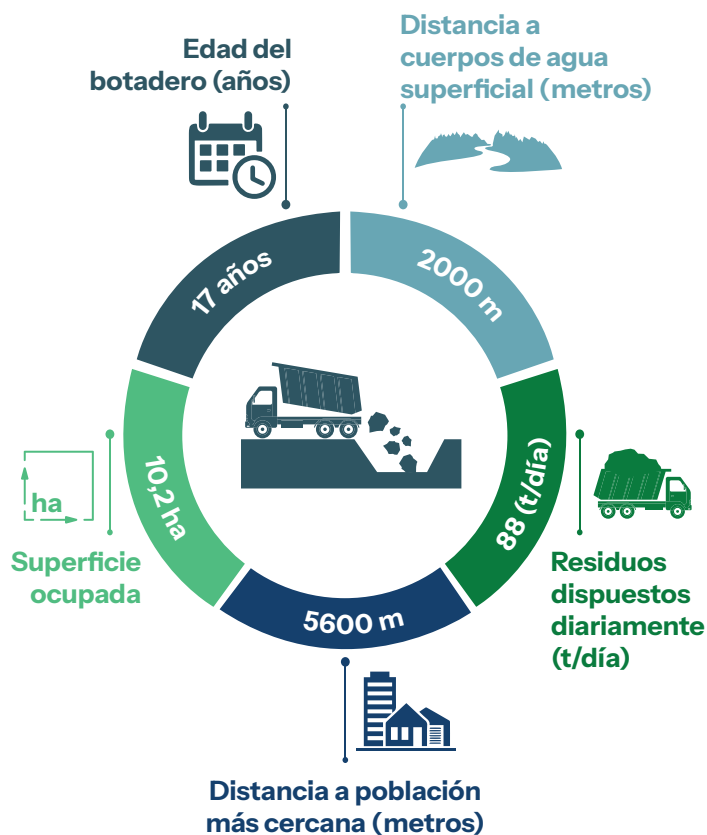 Edad del
botadero (años)
Distancia a
cuerpos de agua
superficial (metros)
17 años
2000 m
10,2 ha
88 (t/día)
5600 m
ha
Superficie
ocupada
Residuos
dispuestos
diariamente
(t/día)
Distancia a población
más cercana (metros)